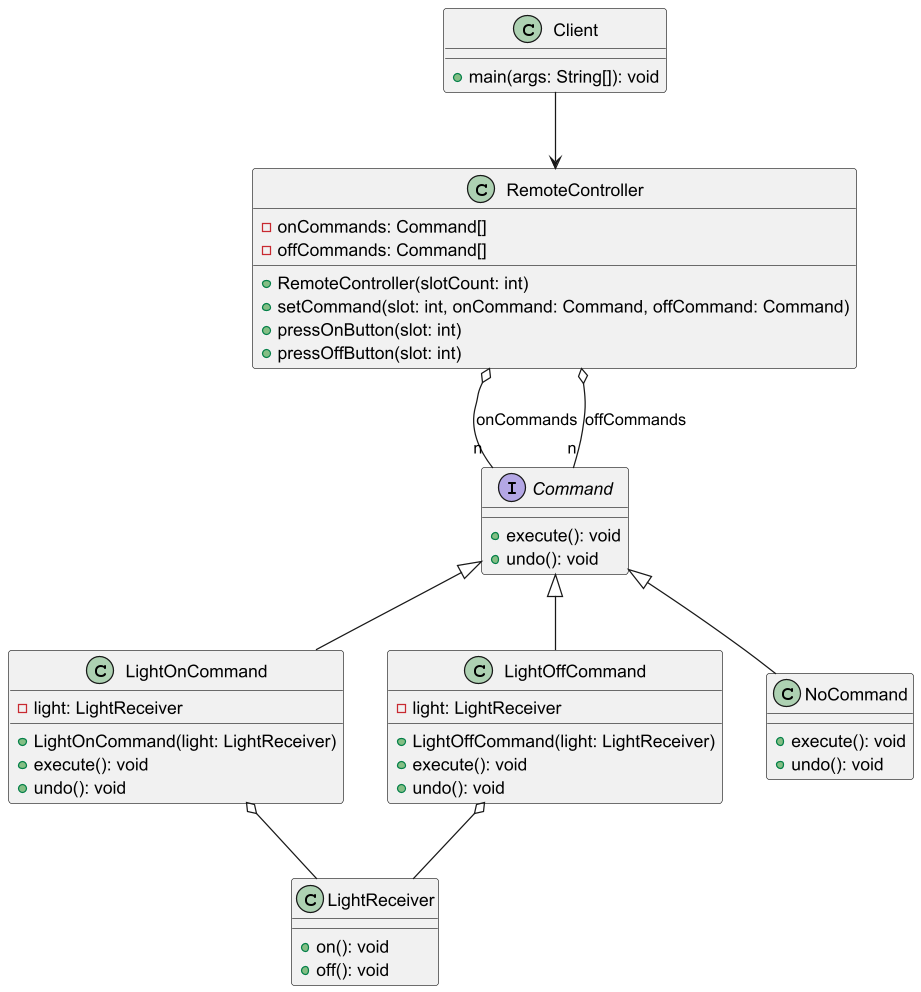 C Client
main(args: String[]): void
C RemoteController
onCommands: Command[]
offCommands: Command[]
RemoteController(slotCount: int)
setCommand(slot: int, onCommand: Command, offCommand: Command)
pressOnButton(slot: int)
pressOffButton(slot: int)
onCommands
offCommands
n
n
I Command
execute(): void
undo(): void
C LightOnCommand
light: LightReceiver
LightOnCommand(light: LightReceiver)
execute(): void
undo(): void
C LightOffCommand
light: LightReceiver
LightOffCommand(light: LightReceiver)
execute(): void
undo(): void
C NoCommand
execute(): void
undo(): void
C LightReceiver
on(): void
off(): void